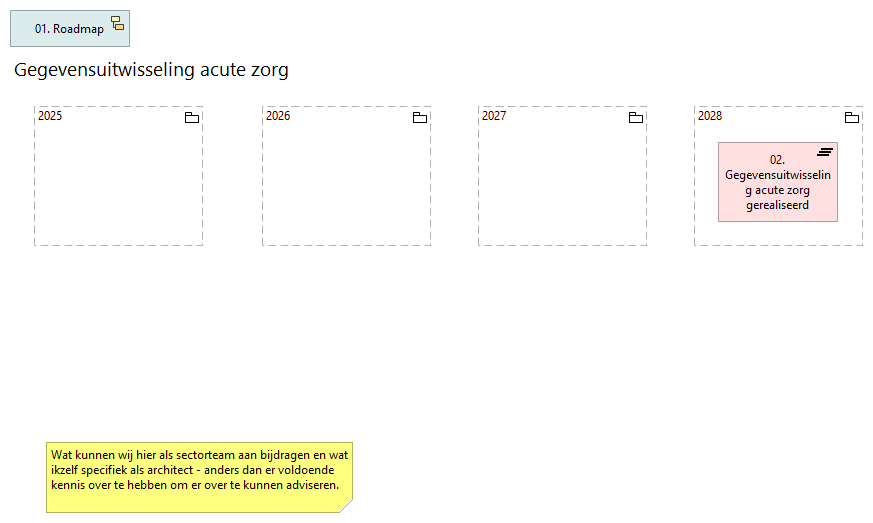 01. Roadmap
Gegevensuitwisseling acute zorg
2025
2026
2027
2028
02.
Gegevensuitwisselin
g acute zorg
gerealiseerd
Wat kunnen wij hier als sectorteam aan bijdragen en wat
ikzelf specifiek als architect - anders dan er voldoende
kennis over te hebben om er over te kunnen adviseren.